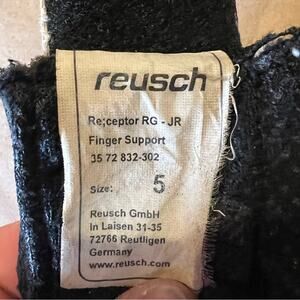 reusch
Re;ceptor RG - JR
Finger Support
35 72 832-302
Size: 5
Reusch GmbH
In Laisen 31-35
72766 Reutligen
Germany
www.reusch.com